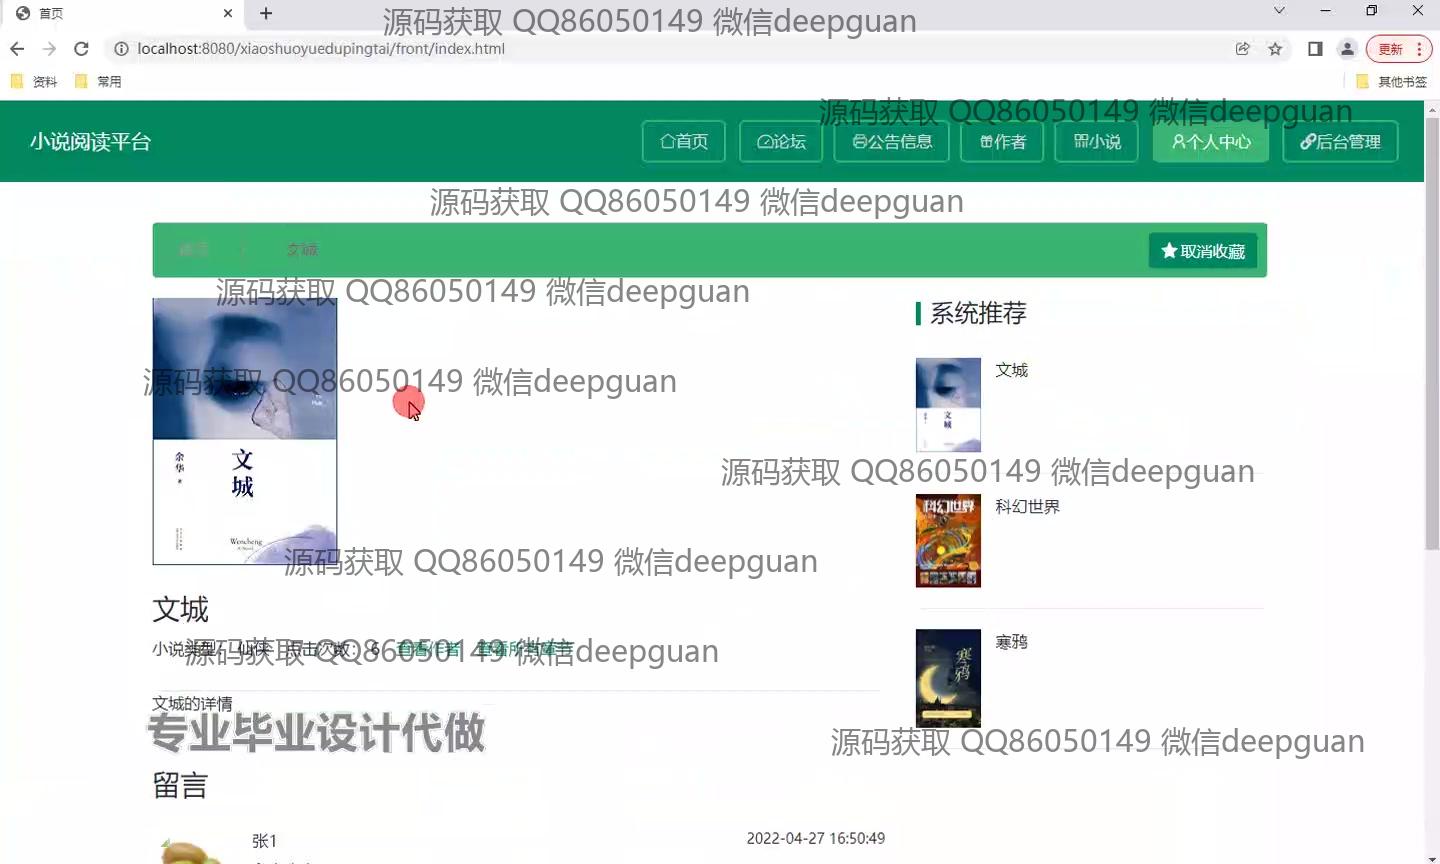 首页
源码获取 QQ86050149 微信deepguan
localhost:8080/xiaoshuoyuedupingtai/front/index.html
更新
资料
常用
其他书签
源码获取 QQ86050149 微信deepguan
小说阅读平台
首页
论坛
公告信息
作者
小说
个人中心
后台管理
源码获取 QQ86050149 微信deepguan
首页 / 文城
取消收藏
源码获取 QQ86050149 微信deepguan
系统推荐
文城
源码获取 QQ86050149 微信deepguan
余华
文城
Wencheng
源码获取 QQ86050149 微信deepguan
科幻世界
科幻世界
源码获取 QQ86050149 微信deepguan
文城
寒鸦
寒鸦
小说类型: 仙侠 点击次数: 6 查看作者 查看所有章节
源码获取 QQ86050149 微信deepguan
文城的详情
专业毕业设计代做
源码获取 QQ86050149 微信deepguan
留言
张1
2022-04-27 16:50:49